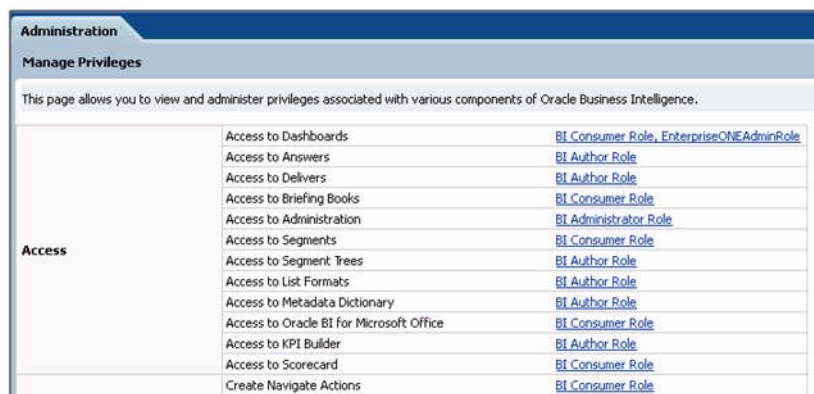 Administration
Manage Privileges
This page allows you to view and administer privileges associated with various components of Oracle Business Intelligence.
Access
Access to Dashboards BI Consumer Role, EnterpriseONEAdminRole
Access to Answers BI Author Role
Access to Delivers BI Author Role
Access to Briefing Books BI Consumer Role
Access to Administration BI Administrator Role
Access to Segments BI Consumer Role
Access to Segment Trees BI Author Role
Access to List Formats BI Author Role
Access to Metadata Dictionary BI Author Role
Access to Oracle BI for Microsoft Office BI Consumer Role
Access to KPI Builder BI Author Role
Access to Scorecard BI Consumer Role
Create Navigate Actions BI Consumer Role